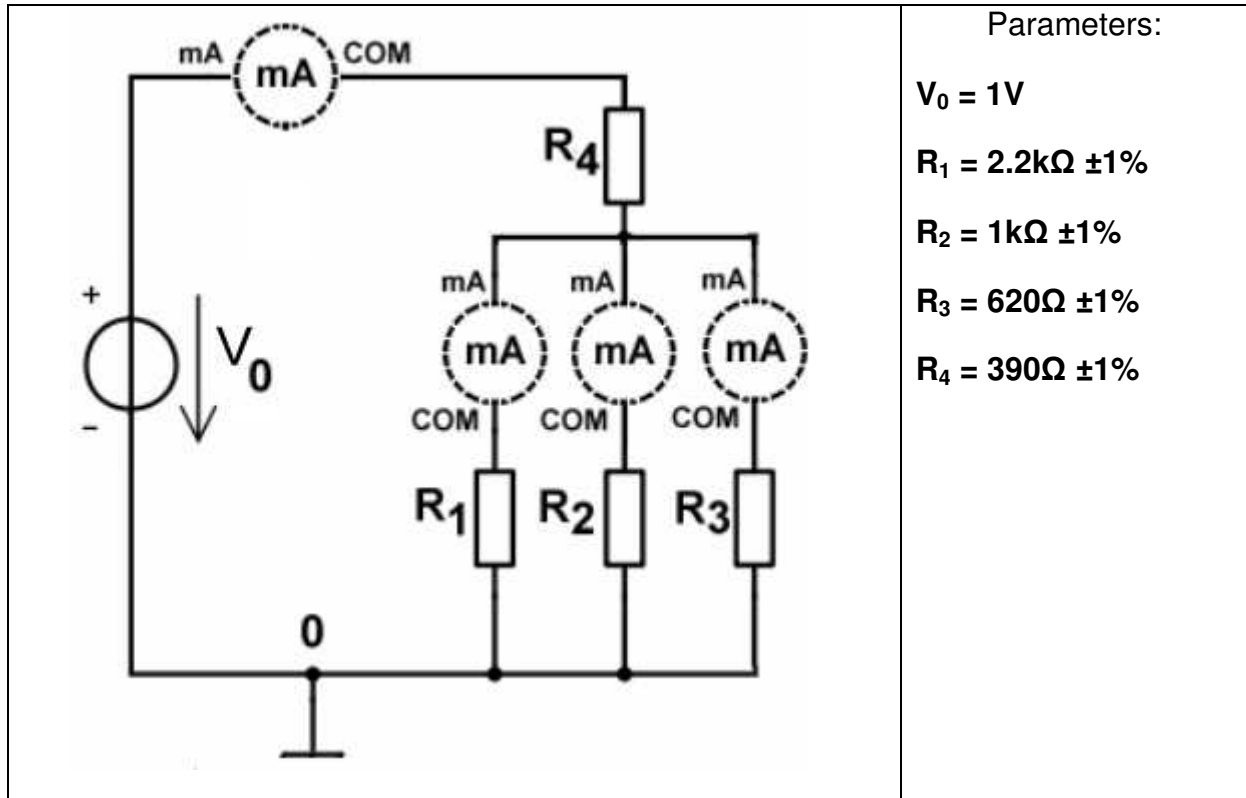 mA
COM
mA
R4
mA
mA
mA
+
V0
mA
mA
mA
−
COM
COM
COM
R1
R2
R3
0
Parameters:
V0 = 1V
R1 = 2.2kΩ ±1%
R2 = 1kΩ ±1%
R3 = 620Ω ±1%
R4 = 390Ω ±1%